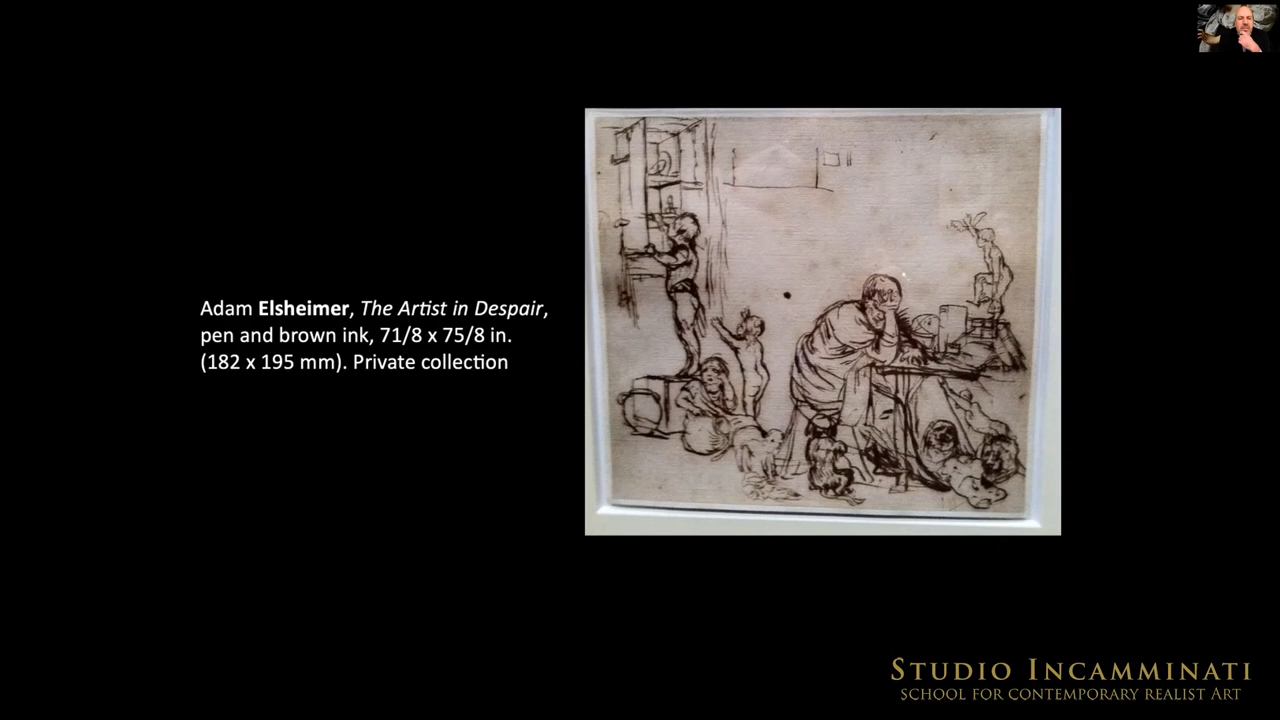 Adam Elsheimer, The Artist in Despair,
pen and brown ink, 71/8 x 75/8 in.
(182 x 195 mm). Private collection
STUDIO INCAMMINATI
SCHOOL FOR CONTEMPORARY REALIST ART